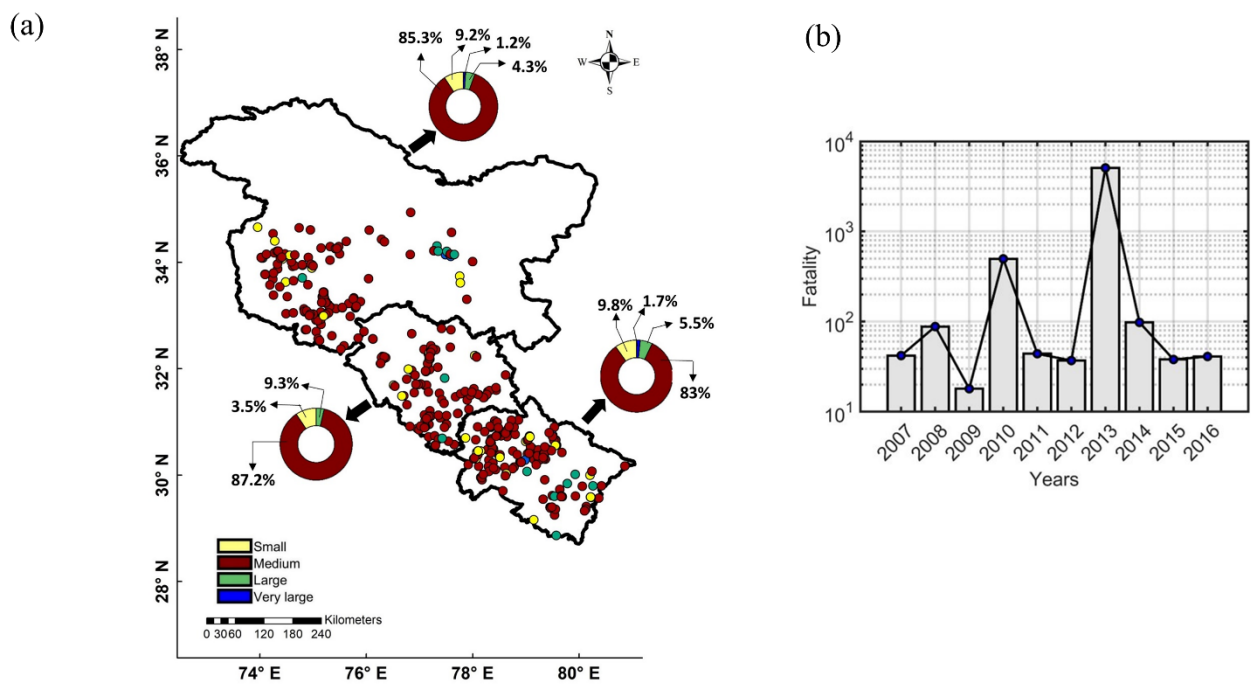 (a)
38° N
36° N
34° N
32° N
30° N
28° N
74° E
76° E
78° E
80° E
85.3%
9.2%
1.2%
4.3%
N
W
E
S
9.8%
1.7%
5.5%
83%
9.3%
3.5%
87.2%
Small
Medium
Large
Very large
Kilometers
0 30 60 120 180 240
(b)
10^4
10^3
10^2
10^1
Fatality
2007
2008
2009
2010
2011
2012
2013
2014
2015
2016
Years